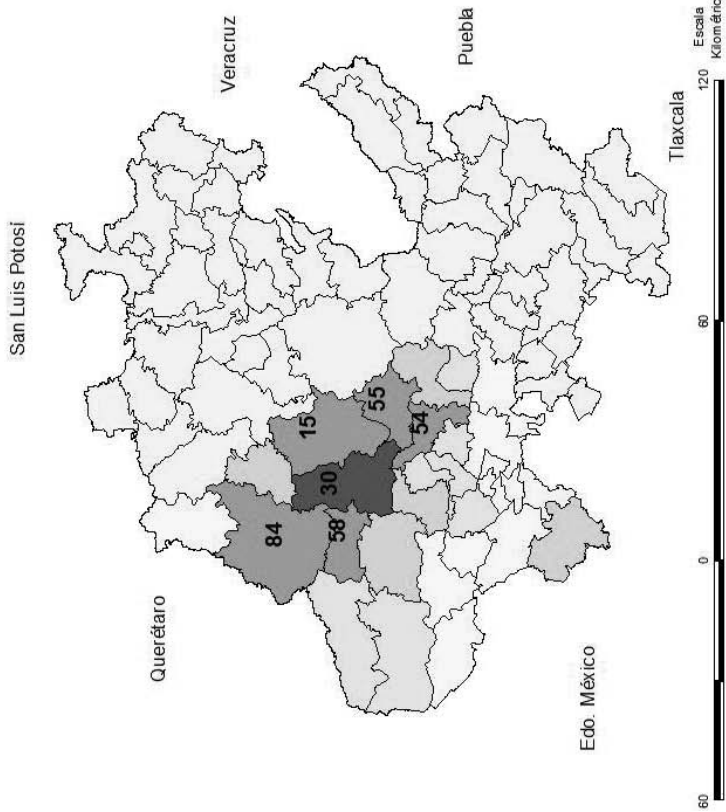 San Luis Potosí
Veracruz
Querétaro
Puebla
15
55
30
54
84
58
Tlaxcala
Edo. México
Escala
Kilométric
60
0
60
120